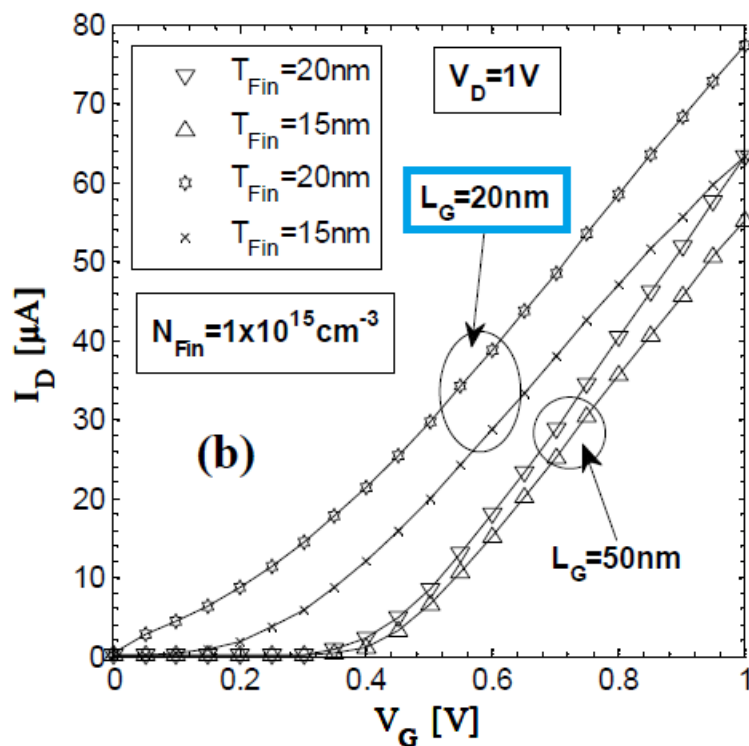 80
70
60
50
40
30
20
10
0
I_D [μA]
T_Fin=20nm
T_Fin=15nm
T_Fin=20nm
T_Fin=15nm
V_D=1V
L_G=20nm
N_Fin=1x10^15cm^-3
(b)
L_G=50nm
0 0.2 0.4 0.6 0.8 1
V_G [V]